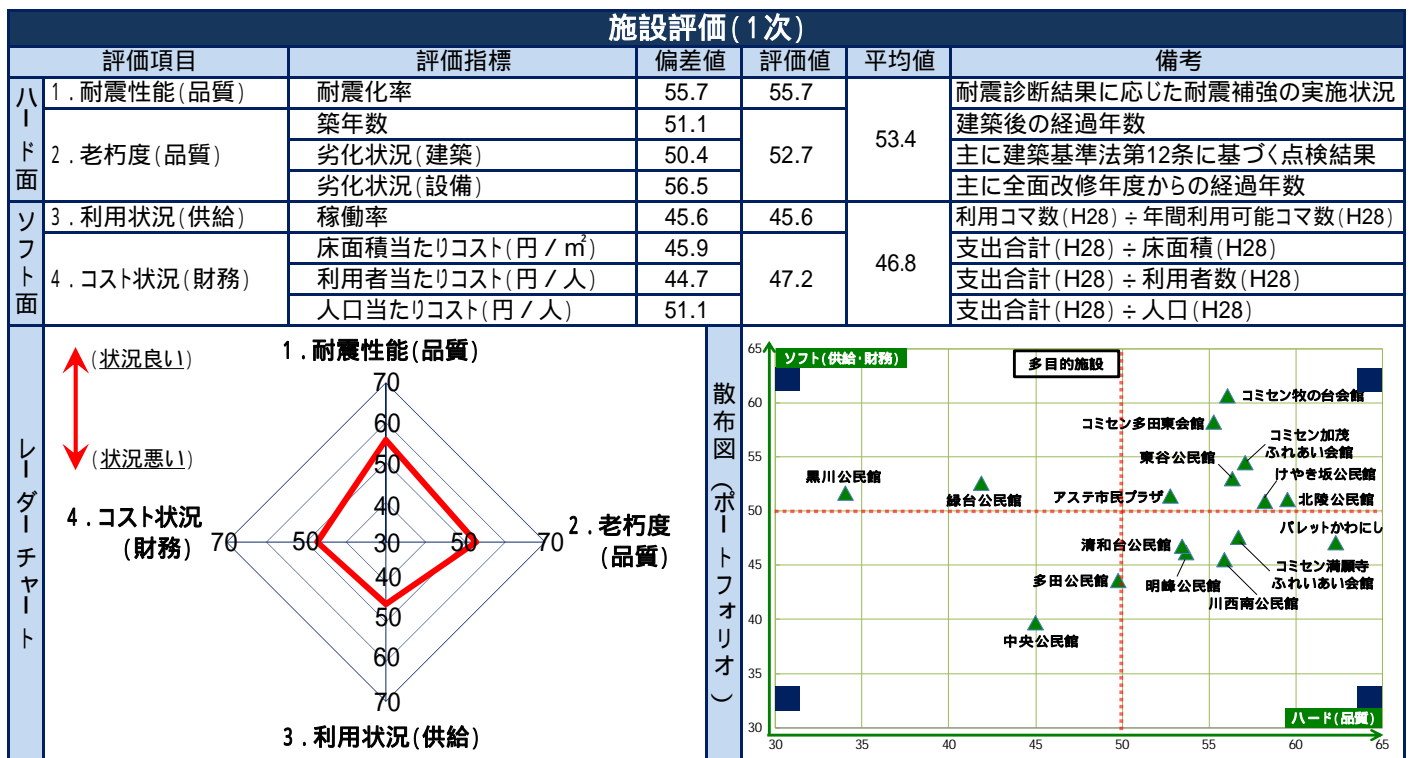 施設評価(1次)
評価項目 評価指標 偏差値 評価値 平均値 備考
ハード面
1.耐震性能(品質) 耐震化率 55.7 55.7 耐震診断結果に応じた耐震補強の実施状況
築年数 51.1 建築後の経過年数
2.老朽度(品質) 劣化状況(建築) 50.4 52.7 53.4 主に建築基準法第12条に基づく点検結果
劣化状況(設備) 56.5 主に全面改修年度からの経過年数
ソフト面
3.利用状況(供給) 稼働率 45.6 45.6 利用コマ数(H28)÷年間利用可能コマ数(H28)
床面積当たりコスト(円/㎡) 45.9 支出合計(H28)÷床面積(H28)
4.コスト状況(財務) 利用者当たりコスト(円/人) 44.7 47.2 46.8 支出合計(H28)÷利用者数(H28)
人口当たりコスト(円/人) 51.1 支出合計(H28)÷人口(H28)
レーダーチャート
(状況良い)
(状況悪い)
1.耐震性能(品質)
70
60
50
40
30
2.老朽度
(品質)
50
70
4.コスト状況
(財務)
70
50
40
50
60
70
3.利用状況(供給)
散布図(ポートフォリオ)
65
60
55
50
45
40
35
30
ソフト(供給・財務)
多目的施設
コミセン牧の台会館
コミセン多田東会館
コミセン加茂
ふれあい会館
東谷公民館
けやき坂公民館
黒川公民館
緑台公民館
アステ市民プラザ
北陵公民館
パレットかわにし
清和台公民館
コミセン満願寺
ふれいあい会館
多田公民館
明峰公民館
川西南公民館
中央公民館
ハード(品質)
30 35 40 45 50 55 60 65